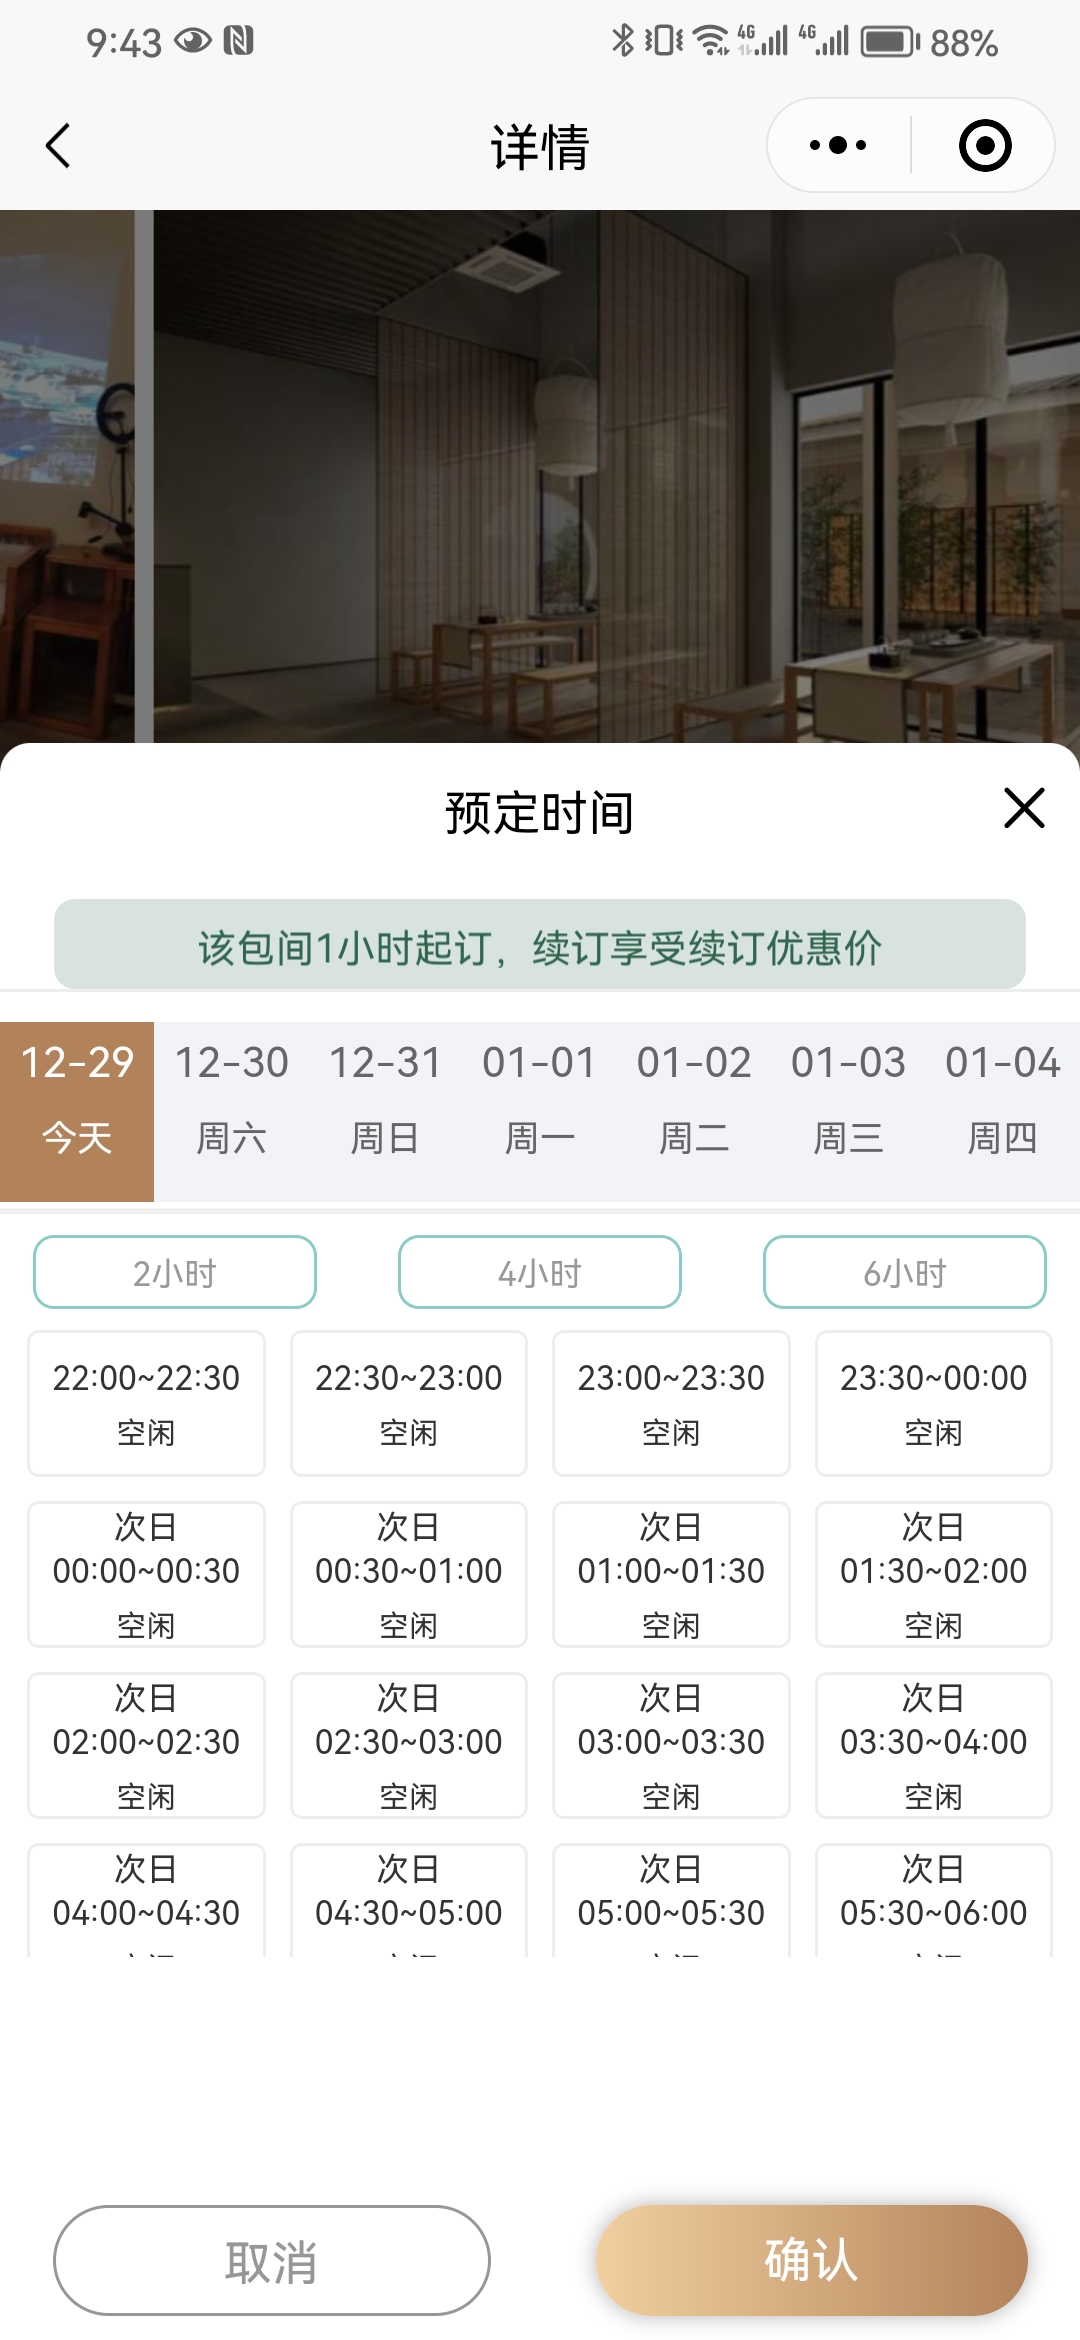 9:43 4G 4G 88%
详情
预定时间
该包间1小时起订，续订享受续订优惠价
12-29 12-30 12-31 01-01 01-02 01-03 01-04
今天 周六 周日 周一 周二 周三 周四
2小时 4小时 6小时
22:00~22:30 22:30~23:00 23:00~23:30 23:30~00:00
空闲 空闲 空闲 空闲
次日 次日 次日 次日
00:00~00:30 00:30~01:00 01:00~01:30 01:30~02:00
空闲 空闲 空闲 空闲
次日 次日 次日 次日
02:00~02:30 02:30~03:00 03:00~03:30 03:30~04:00
空闲 空闲 空闲 空闲
次日 次日 次日 次日
04:00~04:30 04:30~05:00 05:00~05:30 05:30~06:00
取消 确认